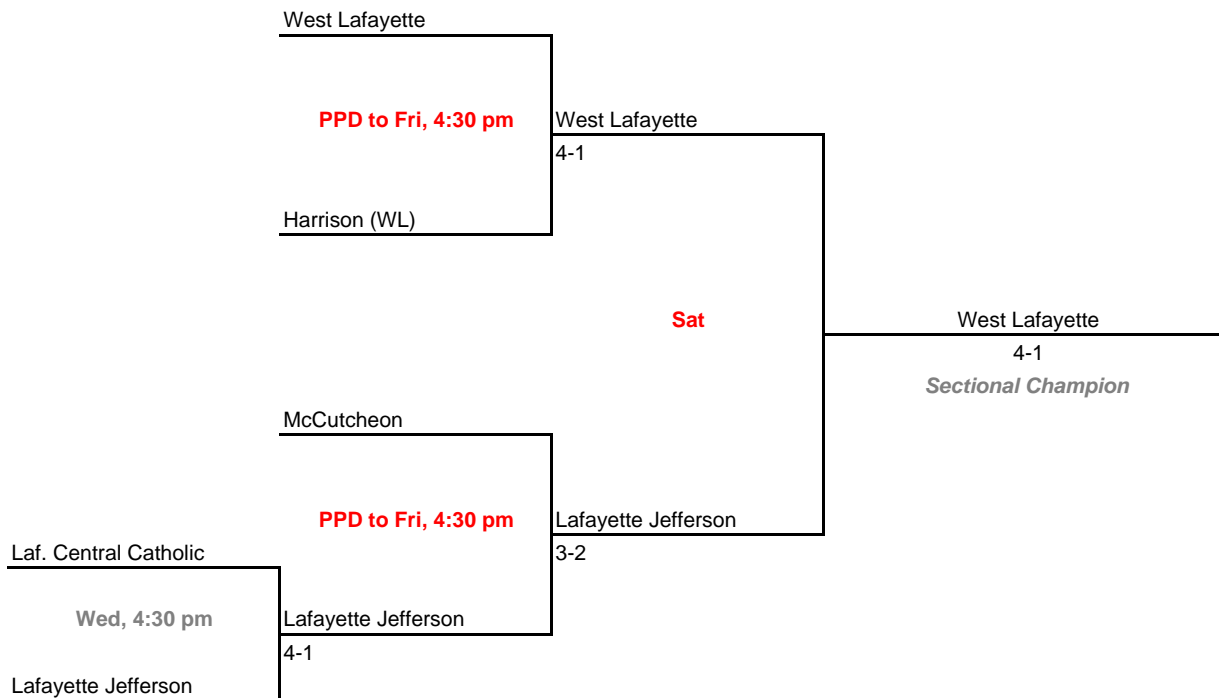 West Lafayette
PPD to Fri, 4:30 pm
West Lafayette
4-1
Harrison (WL)
Sat
West Lafayette
4-1
Sectional Champion
McCutcheon
PPD to Fri, 4:30 pm
Lafayette Jefferson
3-2
Laf. Central Catholic
Wed, 4:30 pm
Lafayette Jefferson
4-1
Lafayette Jefferson